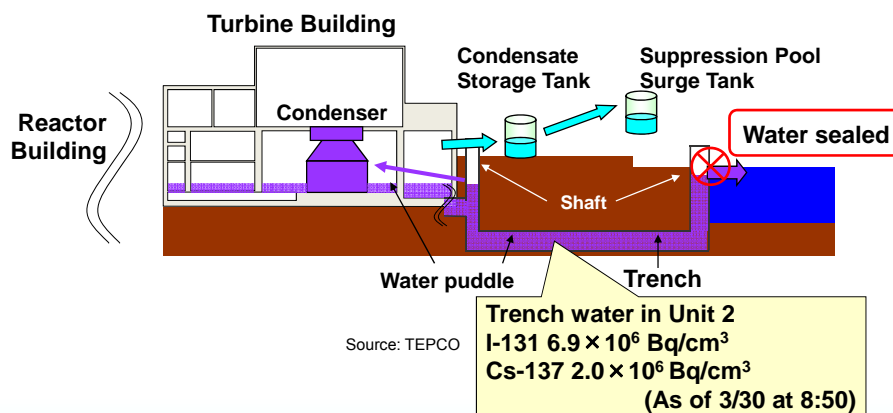 Turbine Building
Condensate
Storage Tank
Suppression Pool
Surge Tank
Condenser
Reactor
Building
Water sealed
Shaft
Water puddle
Trench
Trench water in Unit 2
I-131 6.9×10⁶ Bq/cm³
Cs-137 2.0×10⁶ Bq/cm³
(As of 3/30 at 8:50)
Source: TEPCO